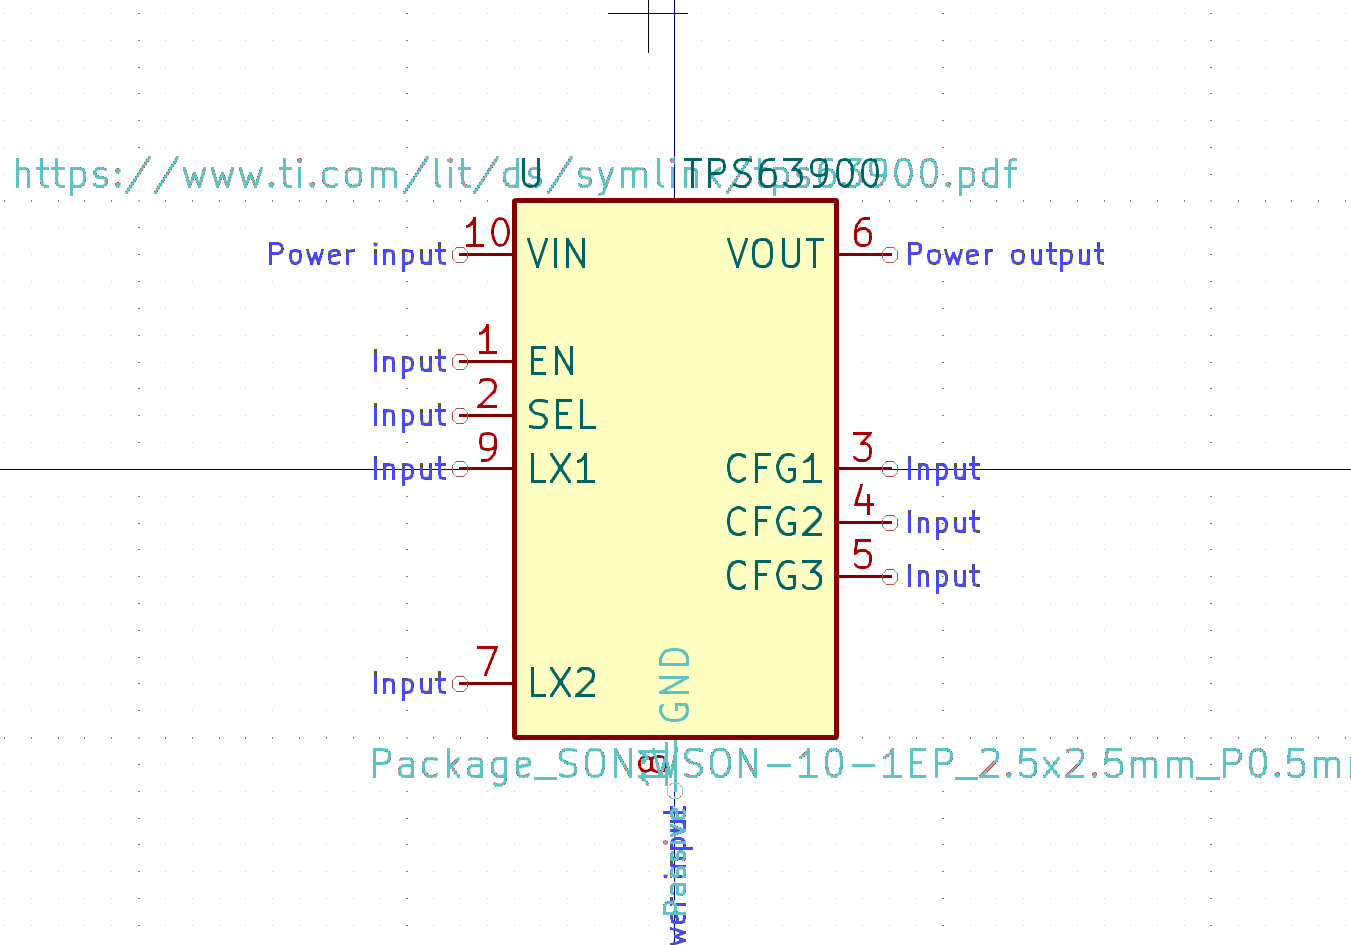 https://www.ti.com/lit/ds/symlink/tps63900.pdf
U
TPS63900
Power input 10 VIN
VOUT 6 Power output
Input 1 EN
Input 2 SEL
Input 9 LX1
CFG1 3 Input
CFG2 4 Input
CFG3 5 Input
Input 7 LX2
GND
8
11
Package_SON:WSON-10-1EP_2.5x2.5mm_P0.5m
Passive
wer input